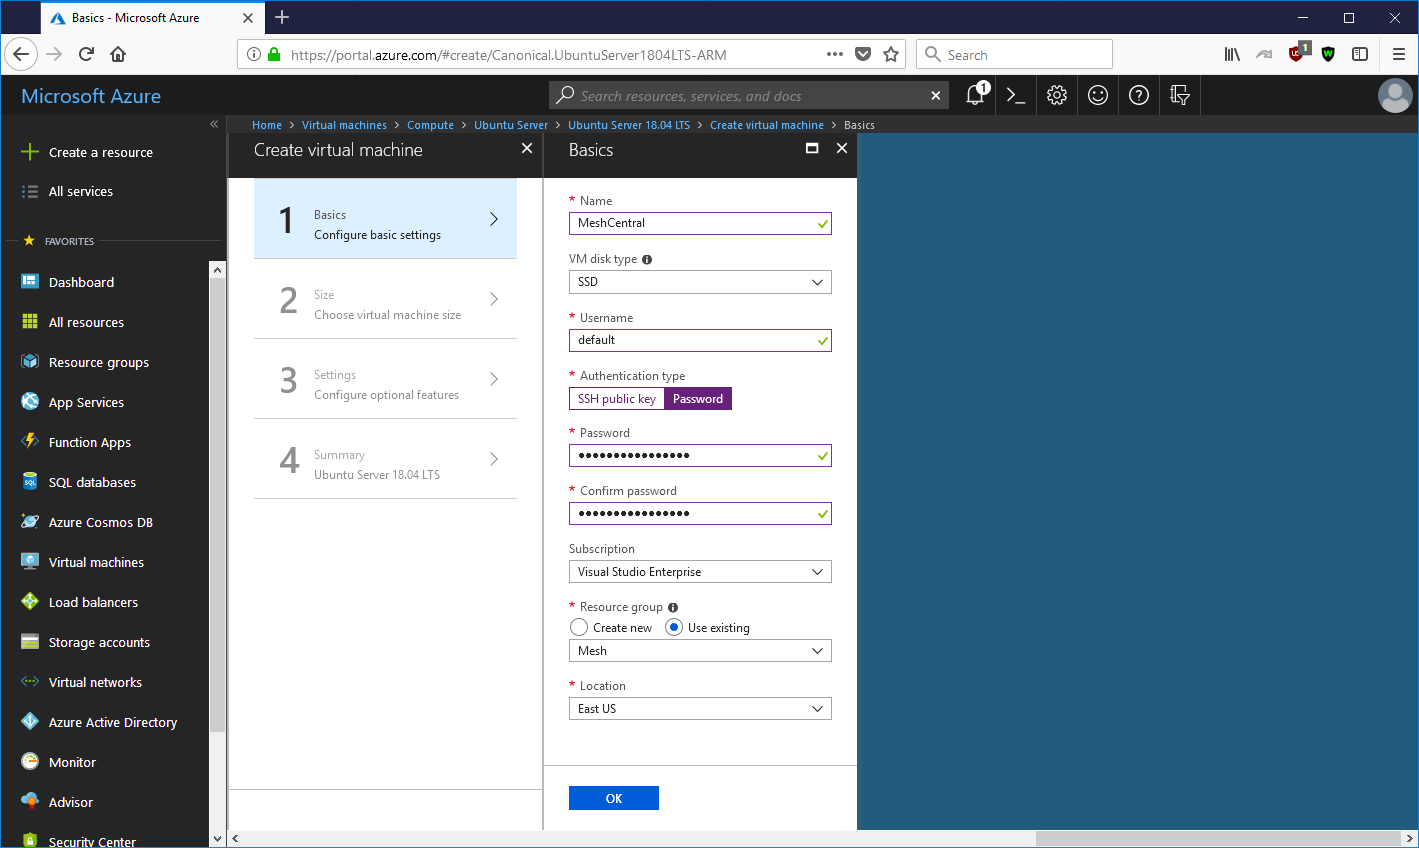 Basics - Microsoft Azure
https://portal.azure.com/#create/Canonical.UbuntuServer1804LTS-ARM
Search
1
Microsoft Azure
Search resources, services, and docs
1
Home > Virtual machines > Compute > Ubuntu Server > Ubuntu Server 18.04 LTS > Create virtual machine > Basics
Create a resource
All services
FAVORITES
Dashboard
All resources
Resource groups
App Services
Function Apps
SQL databases
Azure Cosmos DB
Virtual machines
Load balancers
Storage accounts
Virtual networks
Azure Active Directory
Monitor
Advisor
Security Center
Create virtual machine
1
Basics
Configure basic settings
2
Size
Choose virtual machine size
3
Settings
Configure optional features
4
Summary
Ubuntu Server 18.04 LTS
Basics
* Name
MeshCentral
VM disk type
SSD
* Username
default
* Authentication type
SSH public key Password
* Password
••••••••••••••••
* Confirm password
••••••••••••••••
Subscription
Visual Studio Enterprise
* Resource group
Create new Use existing
Mesh
* Location
East US
OK